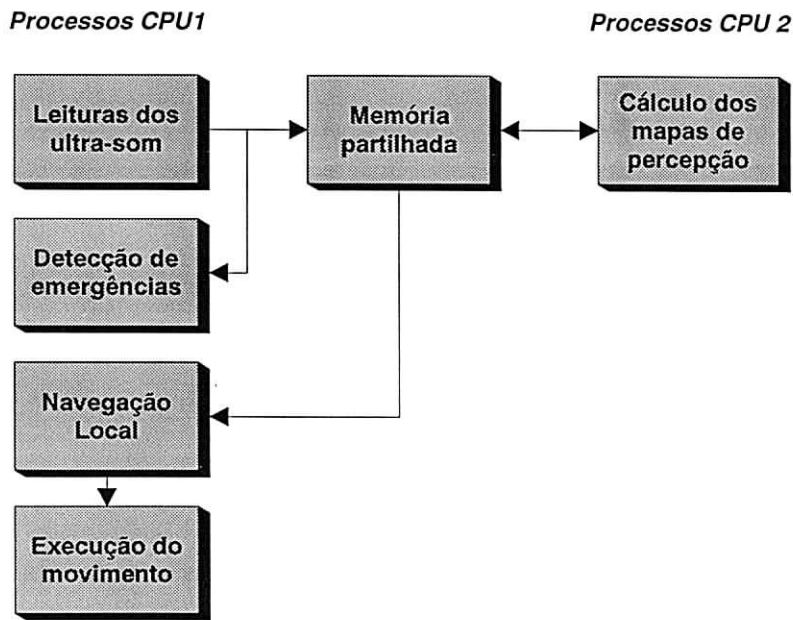 Processos CPU1
Processos CPU 2
Leituras dos
ultra-som
Memória
partilhada
Cálculo dos
mapas de
percepção
Detecção de
emergências
Navegação
Local
Execução do
movimento